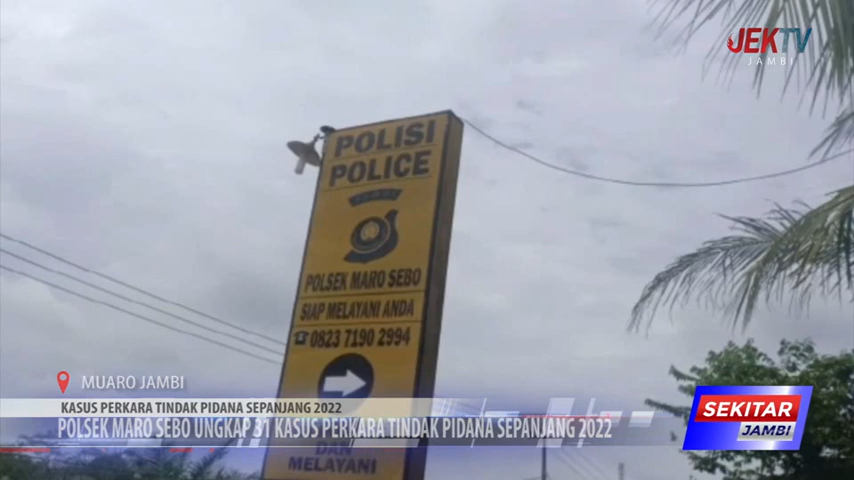 JEKTV
JAMBI
POLISI
POLICE
POLSEK MARO SEBO
SIAP MELAYANI ANDA
0823 7190 2994
MUARO JAMBI
KASUS PERKARA TINDAK PIDANA SEPANJANG 2022
POLSEK MARO SEBO UNGKAP 31 KASUS PERKARA TINDAK PIDANA SEPANJANG 2022
SEKITAR
JAMBI
DAN
MELAYANI